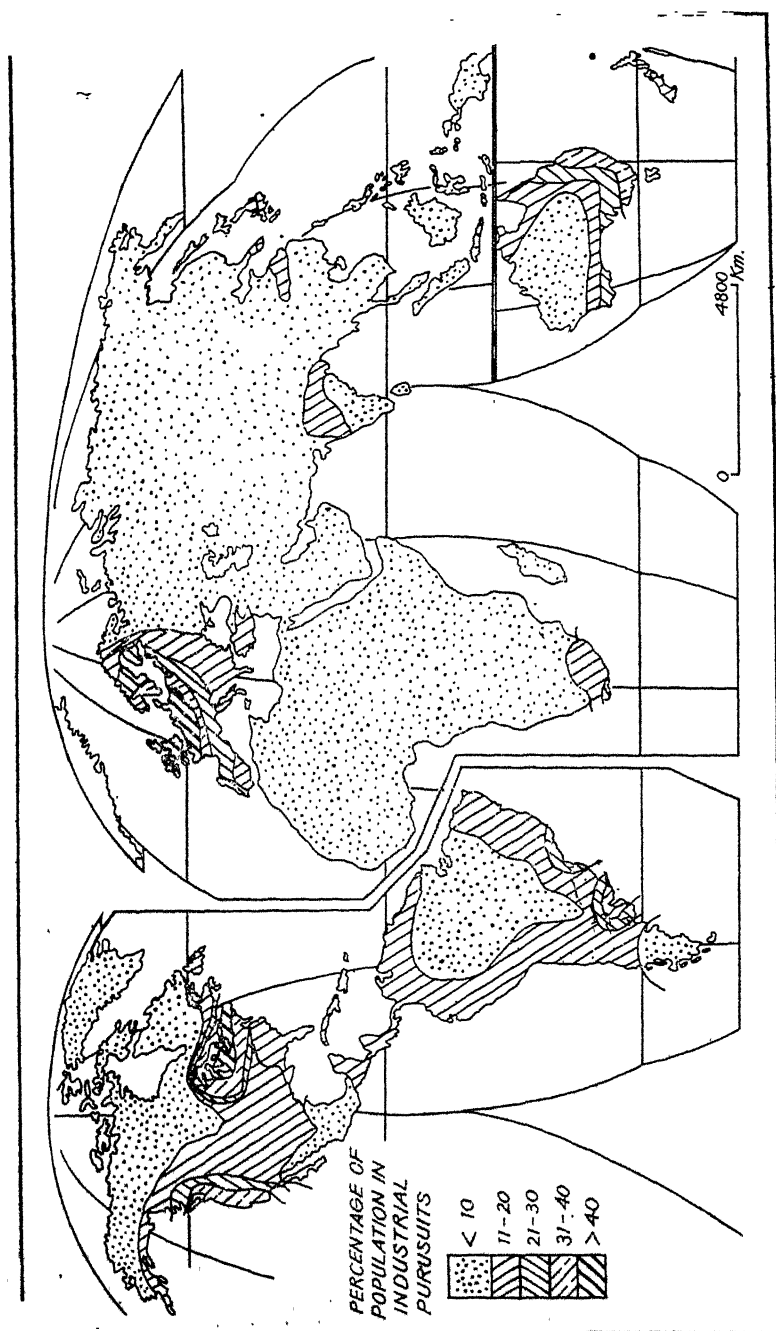 PERCENTAGE OF
POPULATION IN
INDUSTRIAL
PURUSUITS
< 10
11-20
21-30
31-40
> 40
0 4800
Km.